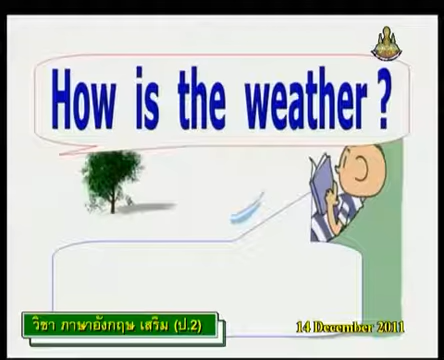 How is the weather ?
วิชา ภาษาอังกฤษ เสริม (ป.2)
14 December 2011